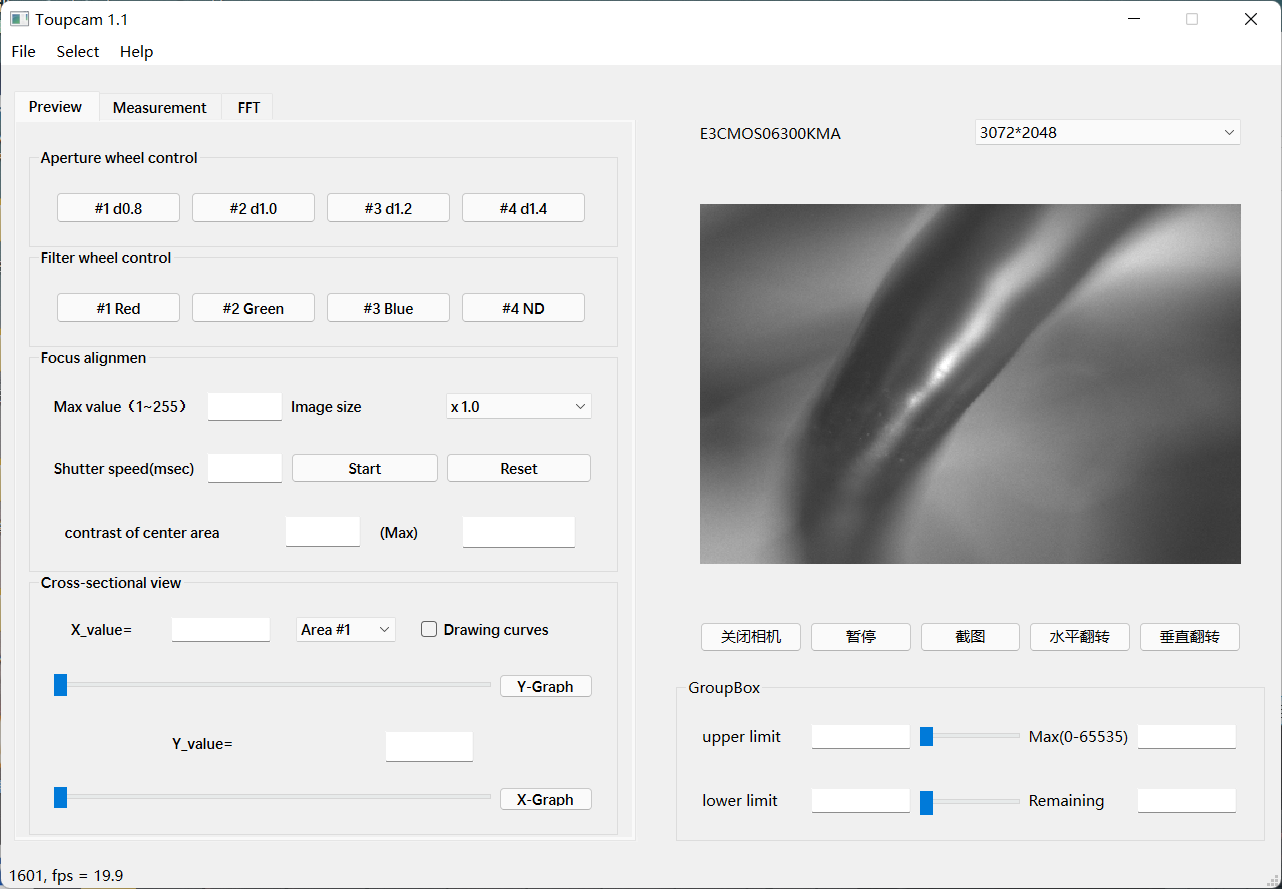 Toupcam 1.1
File Select Help
Preview Measurement FFT
Aperture wheel control
#1 d0.8 #2 d1.0 #3 d1.2 #4 d1.4
Filter wheel control
#1 Red #2 Green #3 Blue #4 ND
Focus alignmen
Max value（1~255） Image size x 1.0
Shutter speed(msec) Start Reset
contrast of center area (Max)
Cross-sectional view
X_value= Area #1 Drawing curves
Y-Graph
Y_value=
X-Graph
E3CMOS06300KMA 3072*2048
关闭相机 暂停 截图 水平翻转 垂直翻转
GroupBox
upper limit Max(0-65535)
lower limit Remaining
1601, fps = 19.9